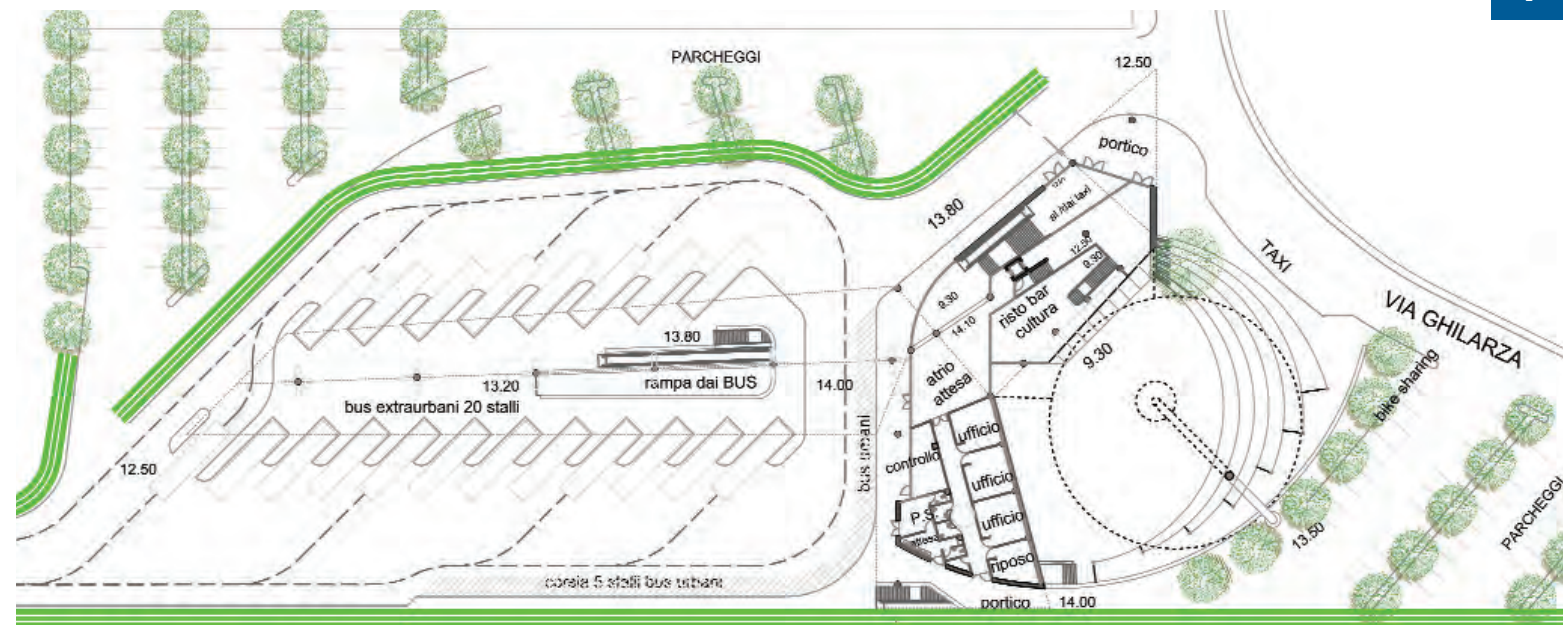 PARCHEGGI
12.50
portico
13.80
al /dai taxi
TAXI
12.50
9.30
VIA GHILARZA
9.30
risto bar
cultura
14.10
9.30
13.80
rampa dai BUS
13.20
14.00
bus extraurbani 20 stalli
atrio
attesa
bike sharing
12.50
bus urbani
ufficio
controllo
ufficio
P.S.
ufficio
attesa
riposo
13.50
PARCHEGGI
corsia 5 stalli bus urbani
portico
14.00